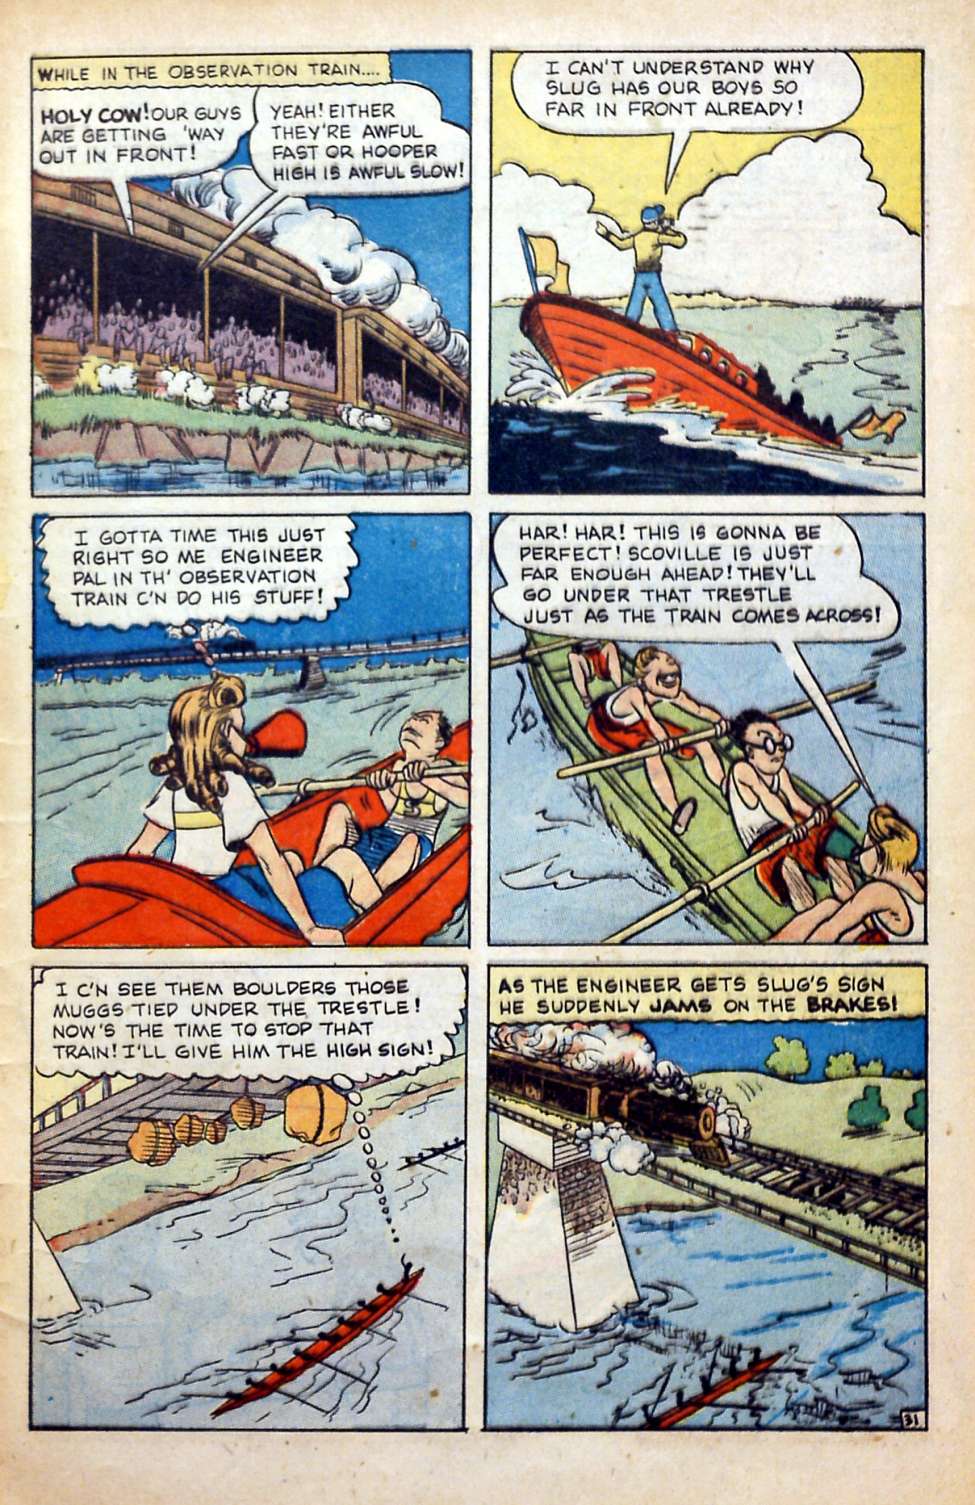 WHILE IN THE OBSERVATION TRAIN....
HOLY COW! OUR GUYS
ARE GETTING 'WAY
OUT IN FRONT!
YEAH! EITHER
THEY'RE AWFUL
FAST OR HOOPER
HIGH IS AWFUL SLOW!
I CAN'T UNDERSTAND WHY
SLUG HAS OUR BOYS SO
FAR IN FRONT ALREADY!
I GOTTA TIME THIS JUST
RIGHT SO ME ENGINEER
PAL IN TH' OBSERVATION
TRAIN C'N DO HIS STUFF!
HAR! HAR! THIS IS GONNA BE
PERFECT! SCOVILLE IS JUST
FAR ENOUGH AHEAD! THEY'LL
GO UNDER THAT TRESTLE
JUST AS THE TRAIN COMES ACROSS!
I C'N SEE THEM BOULDERS THOSE
MUGGS TIED UNDER THE TRESTLE!
NOW'S THE TIME TO STOP THAT
TRAIN! I'LL GIVE HIM THE HIGH SIGN!
AS THE ENGINEER GETS SLUG'S SIGN
HE SUDDENLY JAMS ON THE BRAKES!
31